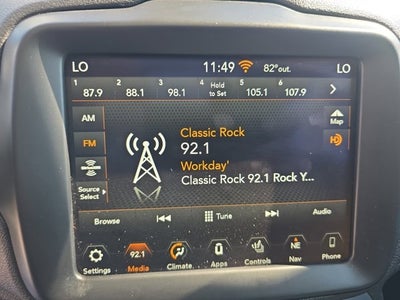 LO 11:49 82°out. LO
1 2 3 4 5 6
87.9 88.1 98.1 Hold to Set 105.1 107.9
AM
FM
Source Select
Classic Rock
92.1
Workday'
Classic Rock 92.1 Rock Y...
Map
HD
Browse Tune Audio
92.1 NE
Settings Media Climate Apps Controls Nav Phone